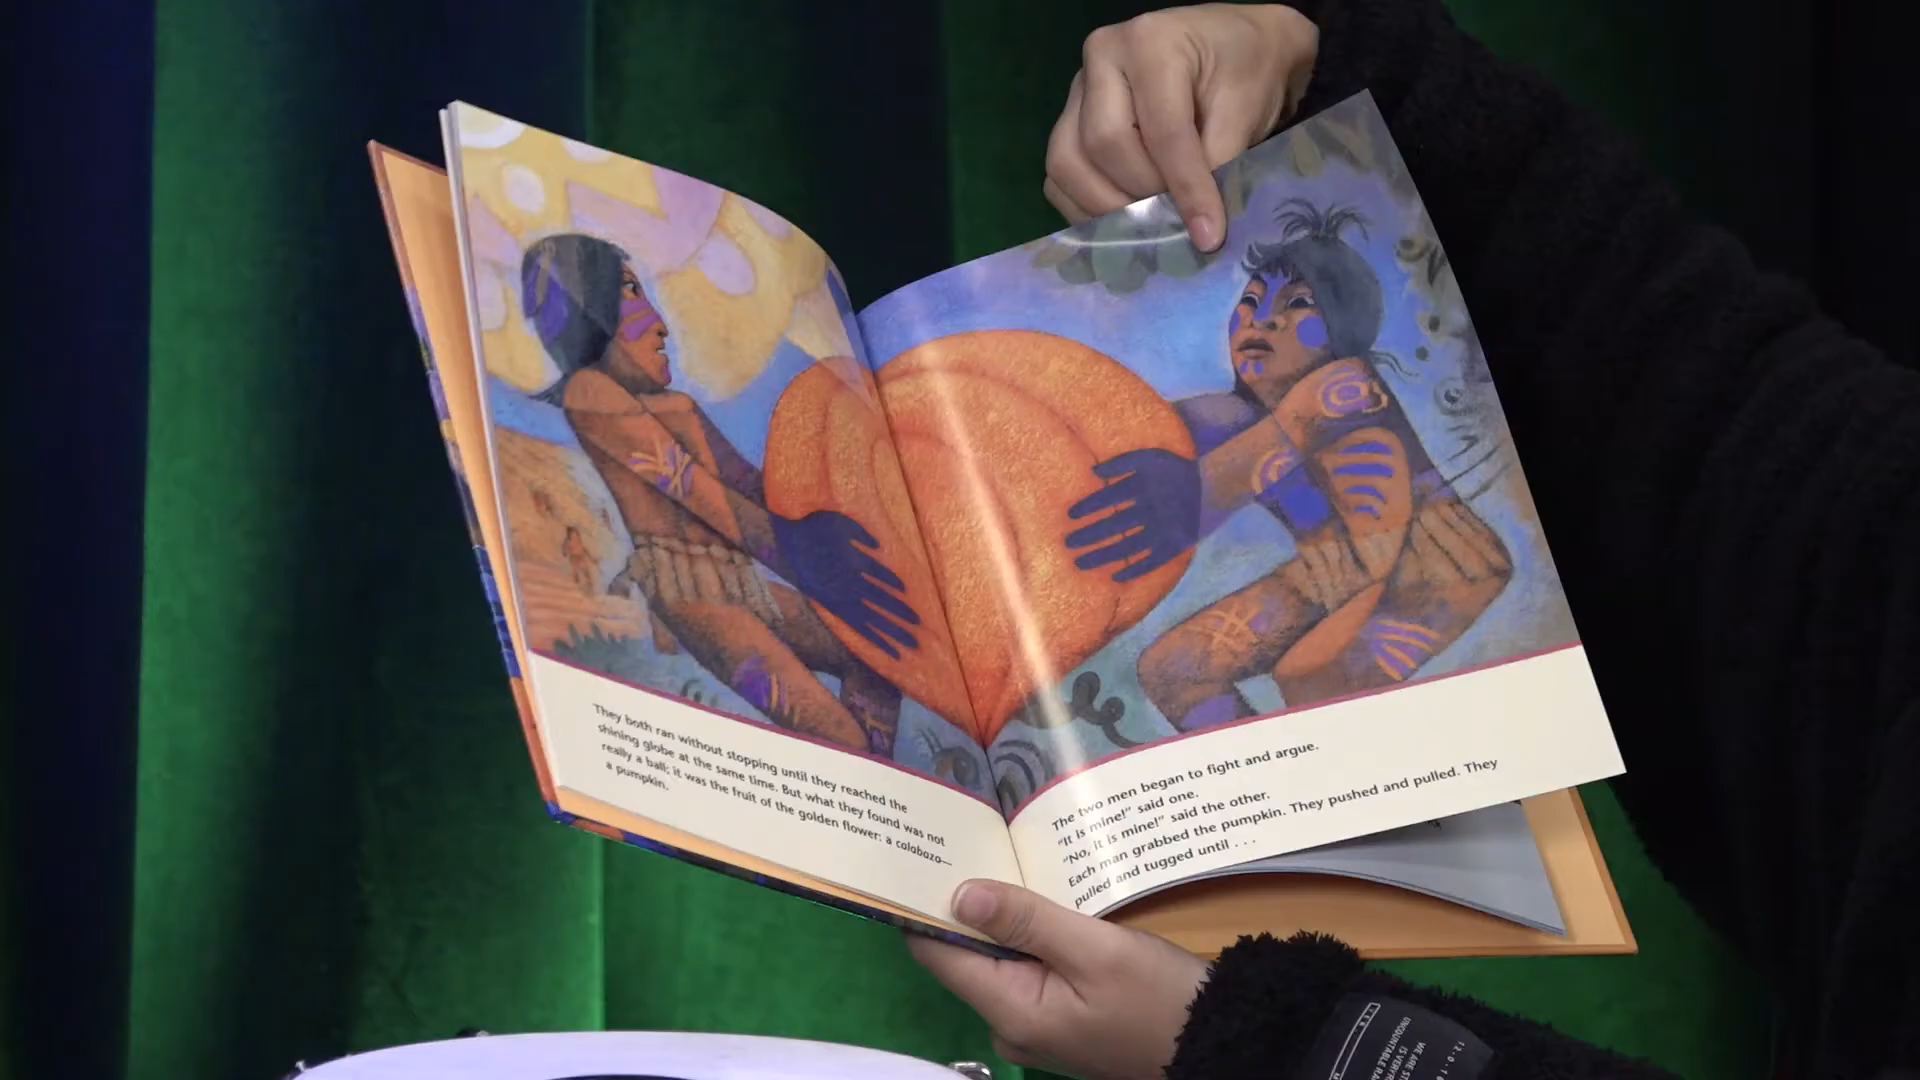 They both ran without stopping until they reached the
shining globe at the same time. But what they found was not
really a ball; it was the fruit of the golden flower: a calabaza—
a pumpkin.
The two men began to fight and argue.
"It is mine!" said one.
"No, it is mine!" said the other.
Each man grabbed the pumpkin. They pushed and pulled. They
pulled and tugged until . . .
UNCOUNTABLE
WE ARE